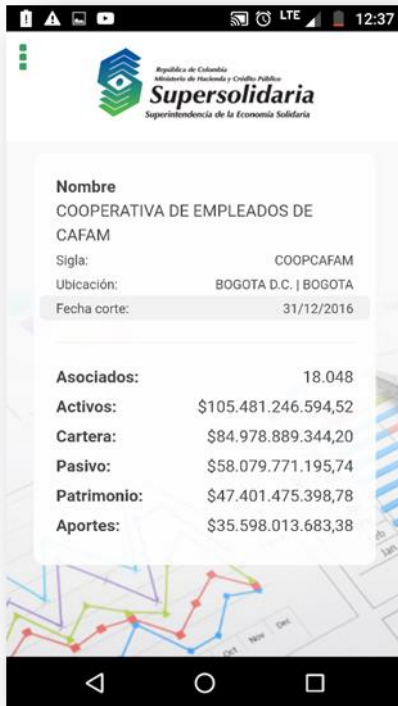 LTE 12:37
República de Colombia
Ministerio de Hacienda y Crédito Público
Supersolidaria
Superintendencia de la Economía Solidaria
Nombre
COOPERATIVA DE EMPLEADOS DE
CAFAM
Sigla: COOPCAFAM
Ubicación: BOGOTA D.C. | BOGOTA
Fecha corte: 31/12/2016
Asociados: 18.048
Activos: $105.481.246.594,52
Cartera: $84.978.889.344,20
Pasivo: $58.079.771.195,74
Patrimonio: $47.401.475.398,78
Aportes: $35.598.013.683,38
Jan
Oct Nov Dec